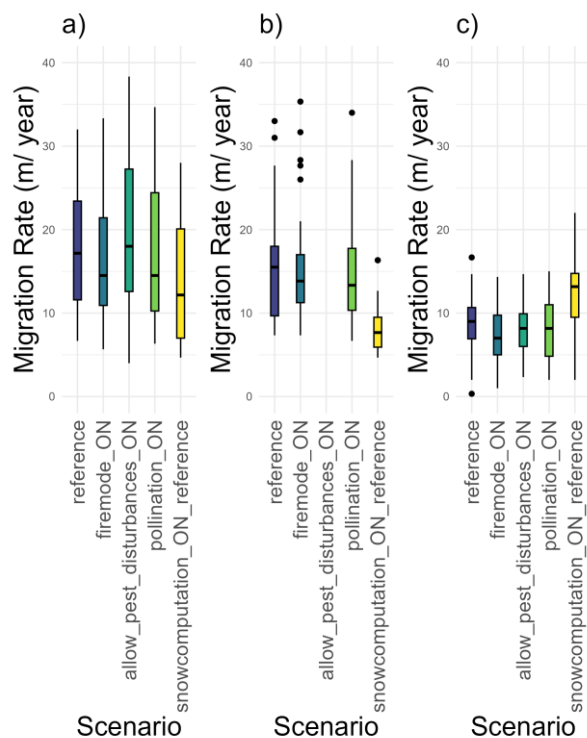 a)
Migration Rate (m/ year)
40
30
20
10
0
reference
firemode_ON
allow_pest_disturbances_ON
pollination_ON
snowcomputation_ON_reference
Scenario
b)
Migration Rate (m/ year)
40
30
20
10
0
reference
firemode_ON
allow_pest_disturbances_ON
pollination_ON
snowcomputation_ON_reference
Scenario
c)
Migration Rate (m/ year)
40
30
20
10
0
reference
firemode_ON
allow_pest_disturbances_ON
pollination_ON
snowcomputation_ON_reference
Scenario